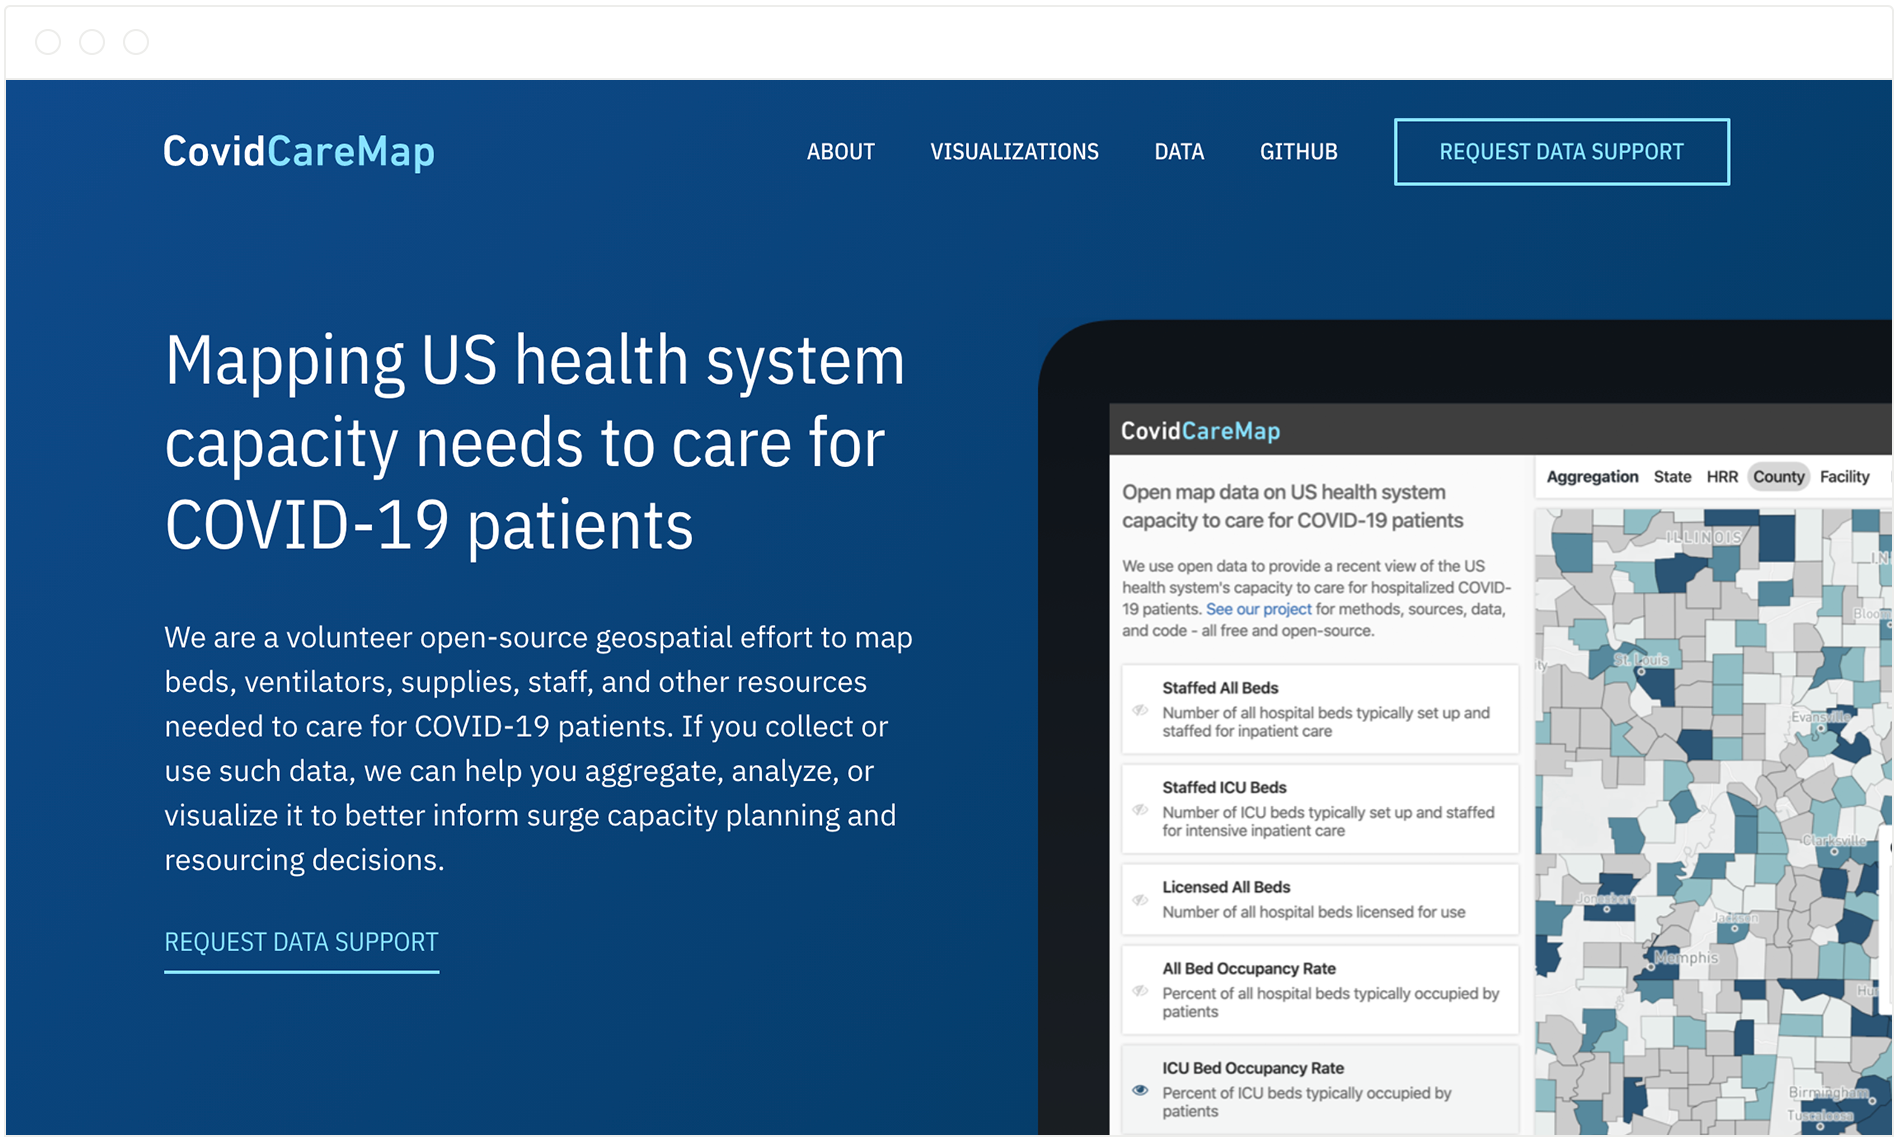 CovidCareMap
ABOUT
VISUALIZATIONS
DATA
GITHUB
REQUEST DATA SUPPORT
Mapping US health system
capacity needs to care for
COVID-19 patients
We are a volunteer open-source geospatial effort to map
beds, ventilators, supplies, staff, and other resources
needed to care for COVID-19 patients. If you collect or
use such data, we can help you aggregate, analyze, or
visualize it to better inform surge capacity planning and
resourcing decisions.
REQUEST DATA SUPPORT
CovidCareMap
Open map data on US health system
capacity to care for COVID-19 patients
We use open data to provide a recent view of the US
health system's capacity to care for hospitalized COVID-
19 patients. See our project for methods, sources, data,
and code - all free and open-source.
Staffed All Beds
Number of all hospital beds typically set up and
staffed for inpatient care
Staffed ICU Beds
Number of ICU beds typically set up and staffed
for intensive inpatient care
Licensed All Beds
Number of all hospital beds licensed for use
All Bed Occupancy Rate
Percent of all hospital beds typically occupied by
patients
ICU Bed Occupancy Rate
Percent of ICU beds typically occupied by
patients
Aggregation State HRR County Facility
ILLINOIS
St. Louis
Evansville
Clarksville
Jonesboro
Jackson
Memphis
Birmingham
Tuscaloosa